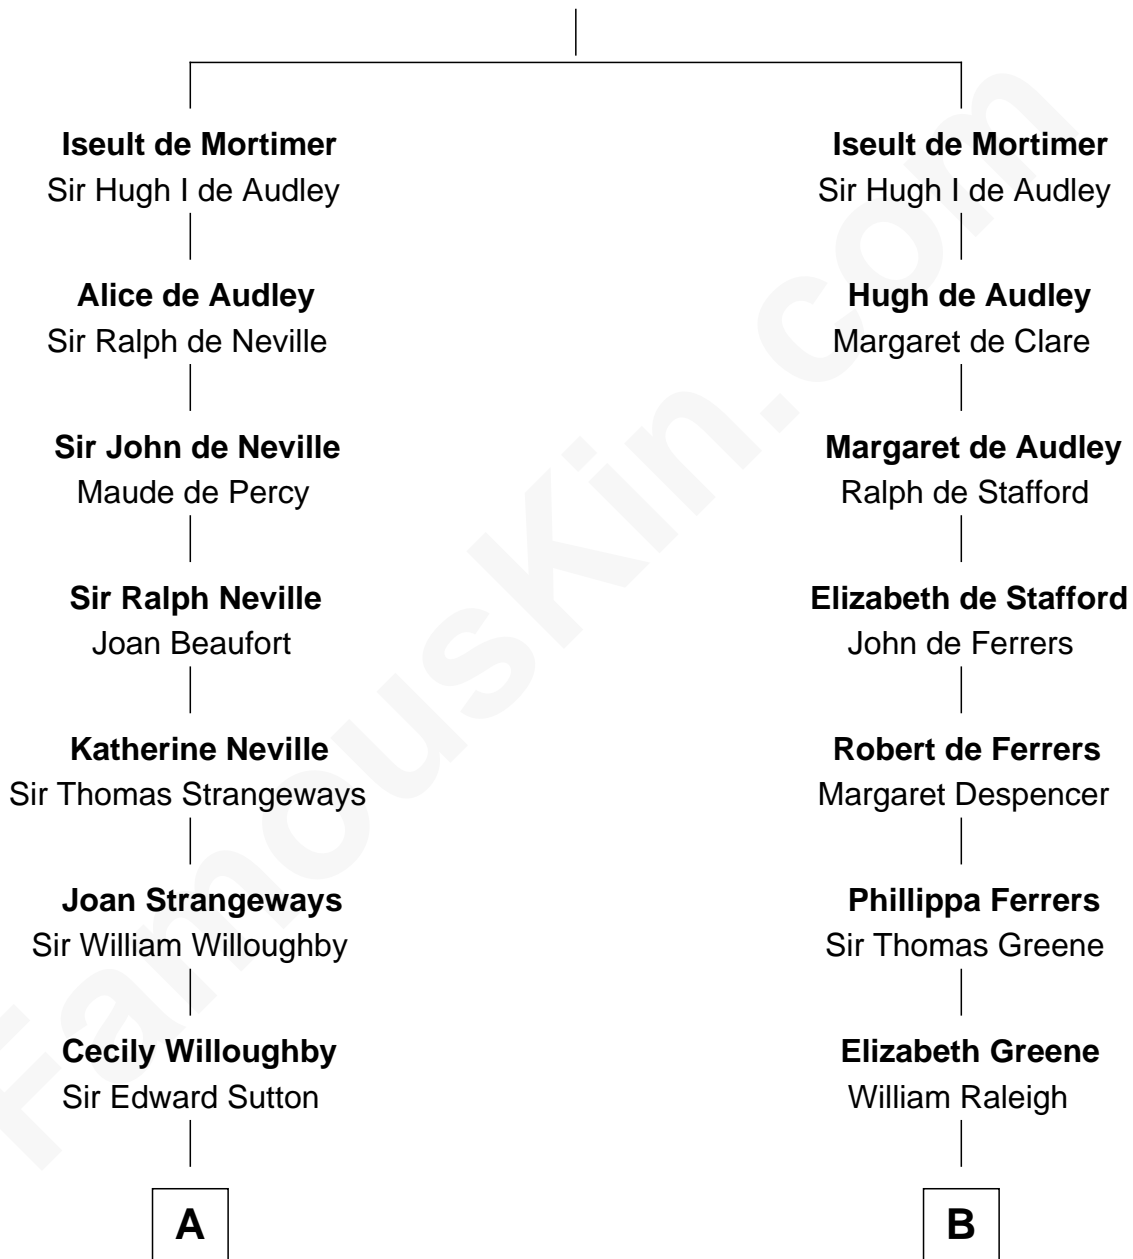 Iseult de Mortimer
Sir Hugh I de Audley
Alice de Audley
Sir Ralph de Neville
Sir John de Neville
Maude de Percy
Sir Ralph Neville
Joan Beaufort
Katherine Neville
Sir Thomas Strangeways
Joan Strangeways
Sir William Willoughby
Cecily Willoughby
Sir Edward Sutton
A
Iseult de Mortimer
Sir Hugh I de Audley
Hugh de Audley
Margaret de Clare
Margaret de Audley
Ralph de Stafford
Elizabeth de Stafford
John de Ferrers
Robert de Ferrers
Margaret Despencer
Phillippa Ferrers
Sir Thomas Greene
Elizabeth Greene
William Raleigh
B
FamousKin.com